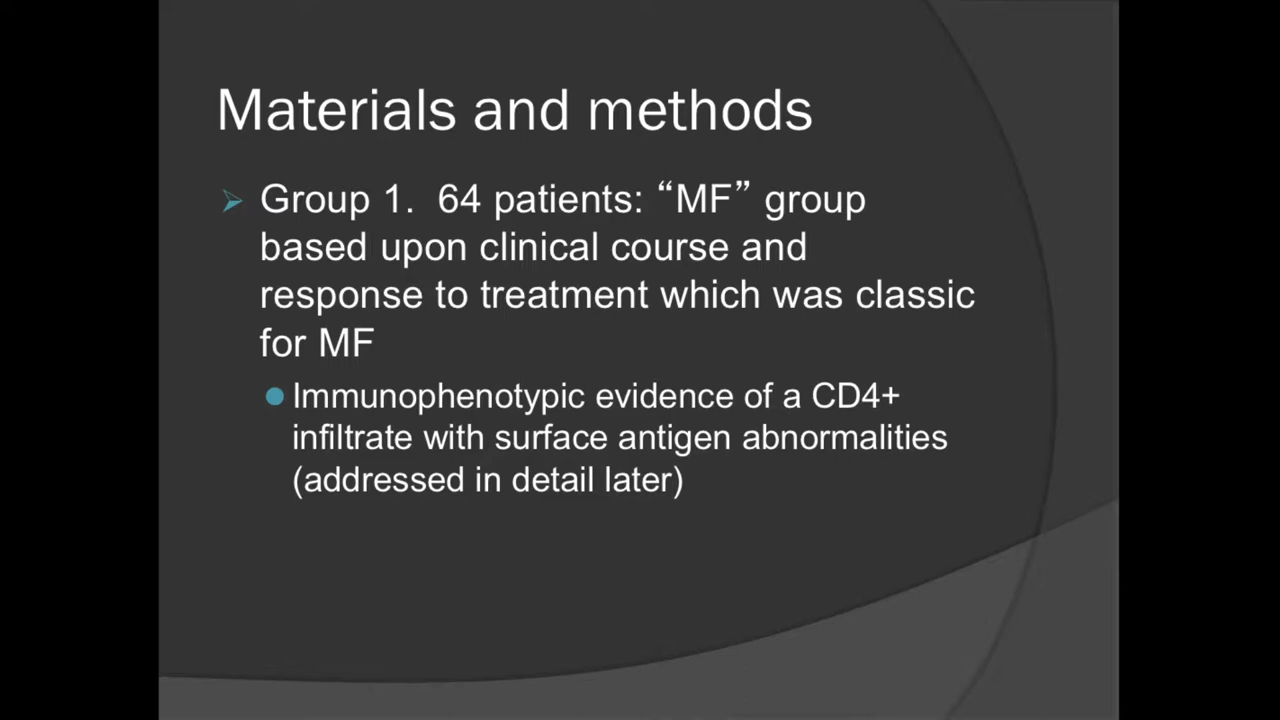 Materials and methods
Group 1.  64 patients: “MF” group
based upon clinical course and
response to treatment which was classic
for MF
Immunophenotypic evidence of a CD4+
infiltrate with surface antigen abnormalities
(addressed in detail later)